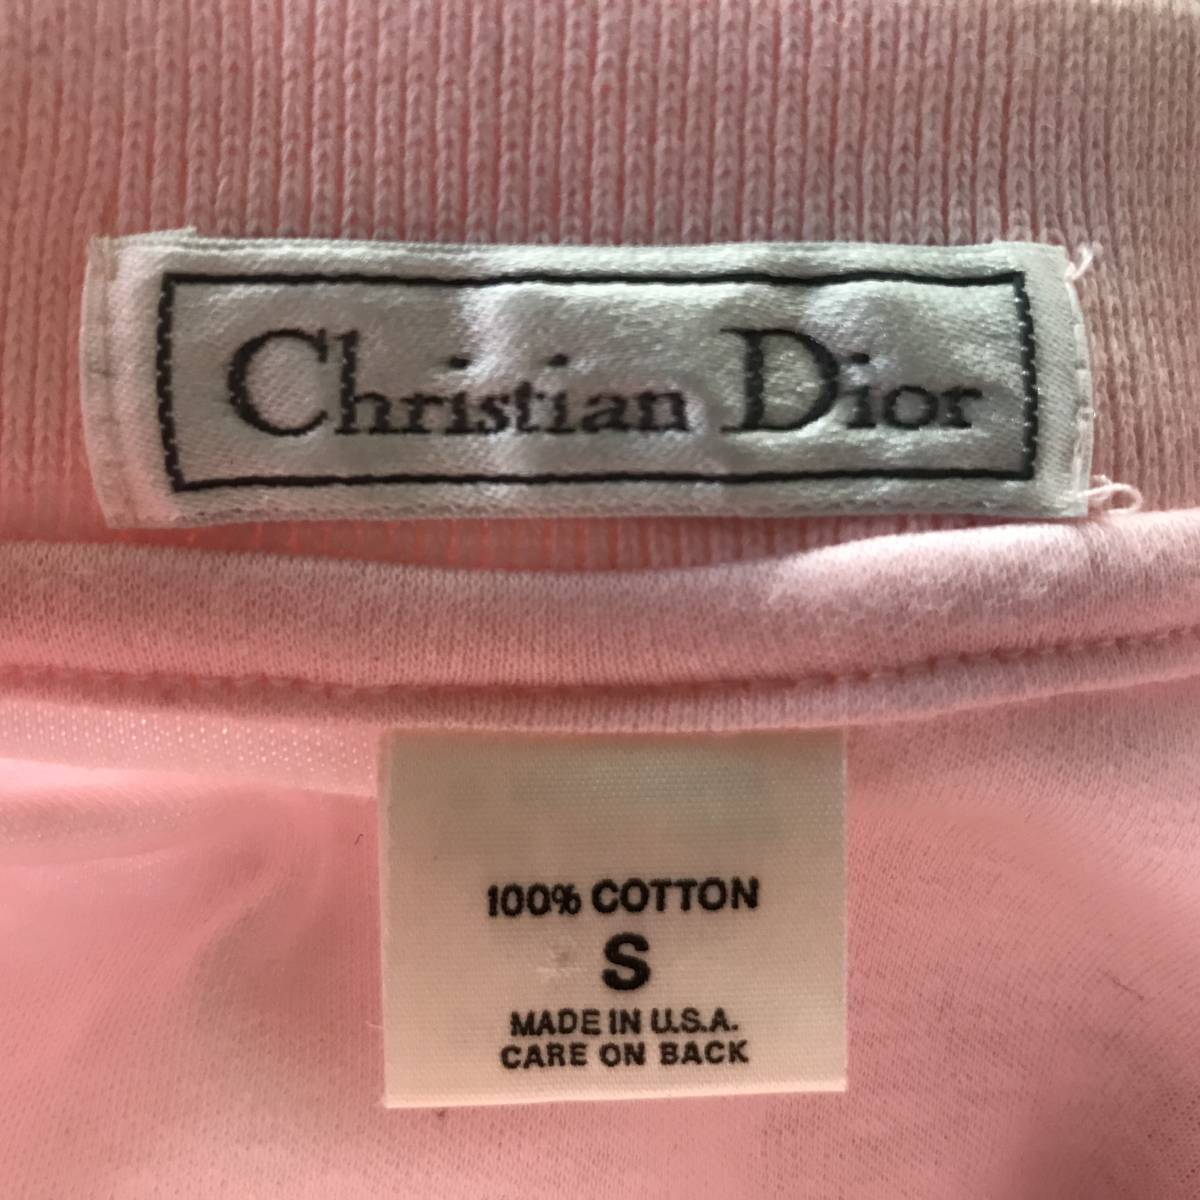 Christian Dior
100% COTTON
S
MADE IN U.S.A.
CARE ON BACK